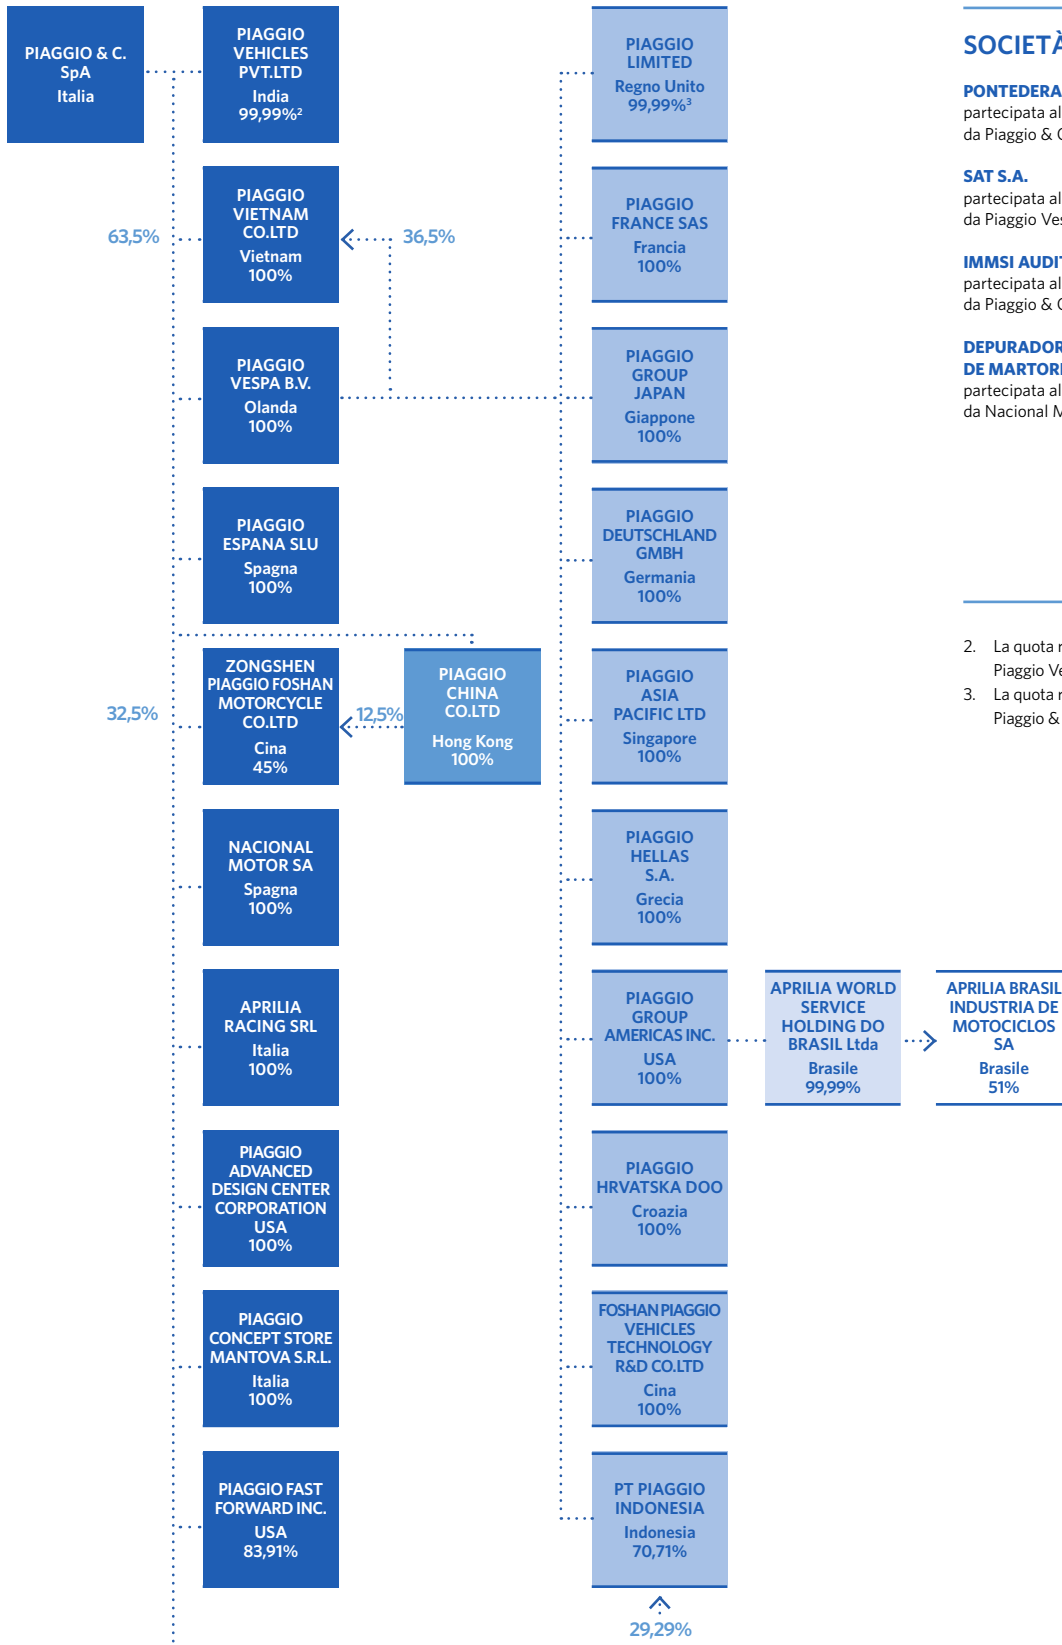 PIAGGIO & C.
SpA
Italia
PIAGGIO
VEHICLES
PVT.LTD
India
99,99%²
63,5%
PIAGGIO
VIETNAM
CO.LTD
Vietnam
100%
36,5%
PIAGGIO
VESPA B.V.
Olanda
100%
PIAGGIO
ESPANA SLU
Spagna
100%
32,5%
ZONGSHEN
PIAGGIO FOSHAN
MOTORCYCLE
CO.LTD
Cina
45%
12,5%
PIAGGIO
CHINA
CO.LTD
Hong Kong
100%
NACIONAL
MOTOR SA
Spagna
100%
APRILIA
RACING SRL
Italia
100%
PIAGGIO
ADVANCED
DESIGN CENTER
CORPORATION
USA
100%
PIAGGIO
CONCEPT STORE
MANTOVA S.R.L.
Italia
100%
PIAGGIO FAST
FORWARD INC.
USA
83,91%
PIAGGIO
LIMITED
Regno Unito
99,99%³
PIAGGIO
FRANCE SAS
Francia
100%
PIAGGIO
GROUP
JAPAN
Giappone
100%
PIAGGIO
DEUTSCHLAND
GMBH
Germania
100%
PIAGGIO
ASIA
PACIFIC LTD
Singapore
100%
PIAGGIO
HELLAS
S.A.
Grecia
100%
PIAGGIO
GROUP
AMERICAS INC.
USA
100%
APRILIA WORLD
SERVICE
HOLDING DO
BRASIL Ltda
Brasile
99,99%
APRILIA BRASIL
INDUSTRIA DE
MOTOCICLOS
SA
Brasile
51%
PIAGGIO
HRVATSKA DOO
Croazia
100%
FOSHAN PIAGGIO
VEHICLES
TECHNOLOGY
R&D CO.LTD
Cina
100%
PT PIAGGIO
INDONESIA
Indonesia
70,71%
29,29%
SOCIETÀ
PONTEDERA
partecipata al
da Piaggio &
SAT S.A.
partecipata al
da Piaggio Ves
IMMSI AUDIT
partecipata al
da Piaggio &
DEPURADOR
DE MARTOR
partecipata al
da Nacional M
2. La quota r
Piaggio Ve
3. La quota r
Piaggio &